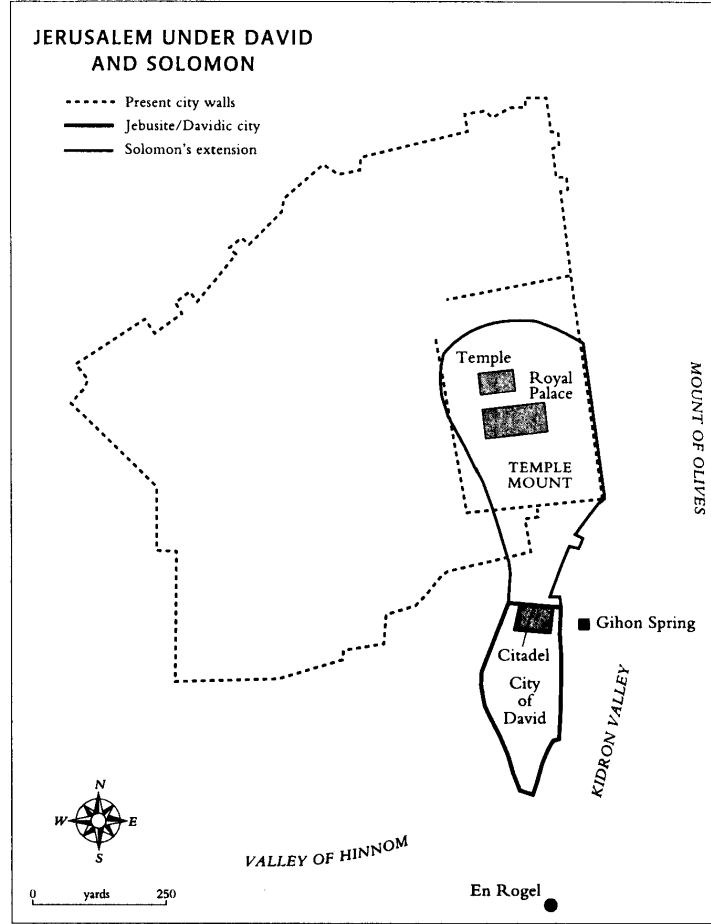 JERUSALEM UNDER DAVID
AND SOLOMON
Present city walls
Jebusite/Davidic city
Solomon's extension
Temple
Royal
Palace
TEMPLE
MOUNT
MOUNT OF OLIVES
Gihon Spring
Citadel
City
of
David
KIDRON VALLEY
N
W
E
S
VALLEY OF HINNOM
0 yards 250
En Rogel